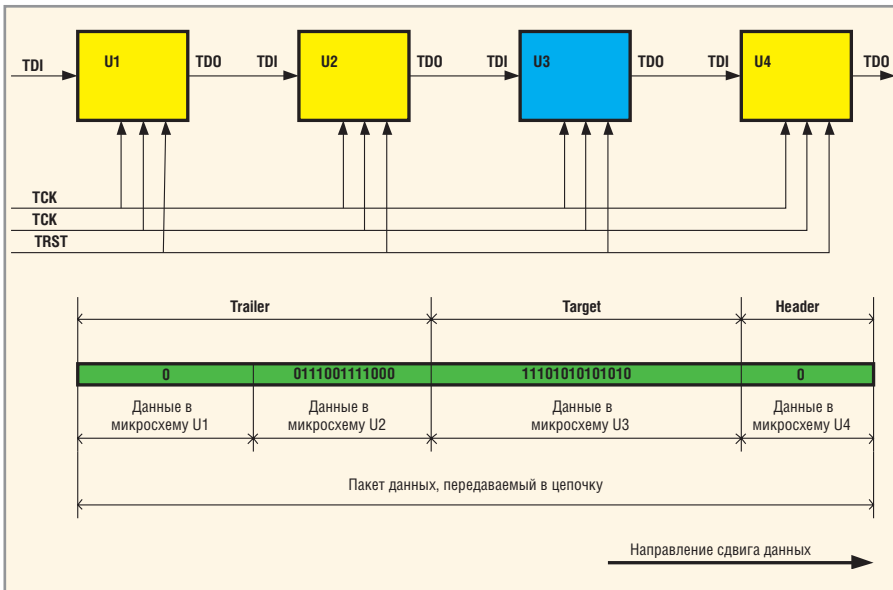 U1
U2
U3
U4
TDI
TDO
TDI
TDO
TDI
TDO
TDI
TDO
TCK
TCK
TRST
Trailer
Target
Header
0
0111001111000
11101010101010
0
Данные в
микросхему U1
Данные в
микросхему U2
Данные в
микросхему U3
Данные в
микросхему U4
Пакет данных, передаваемый в цепочку
Направление сдвига данных